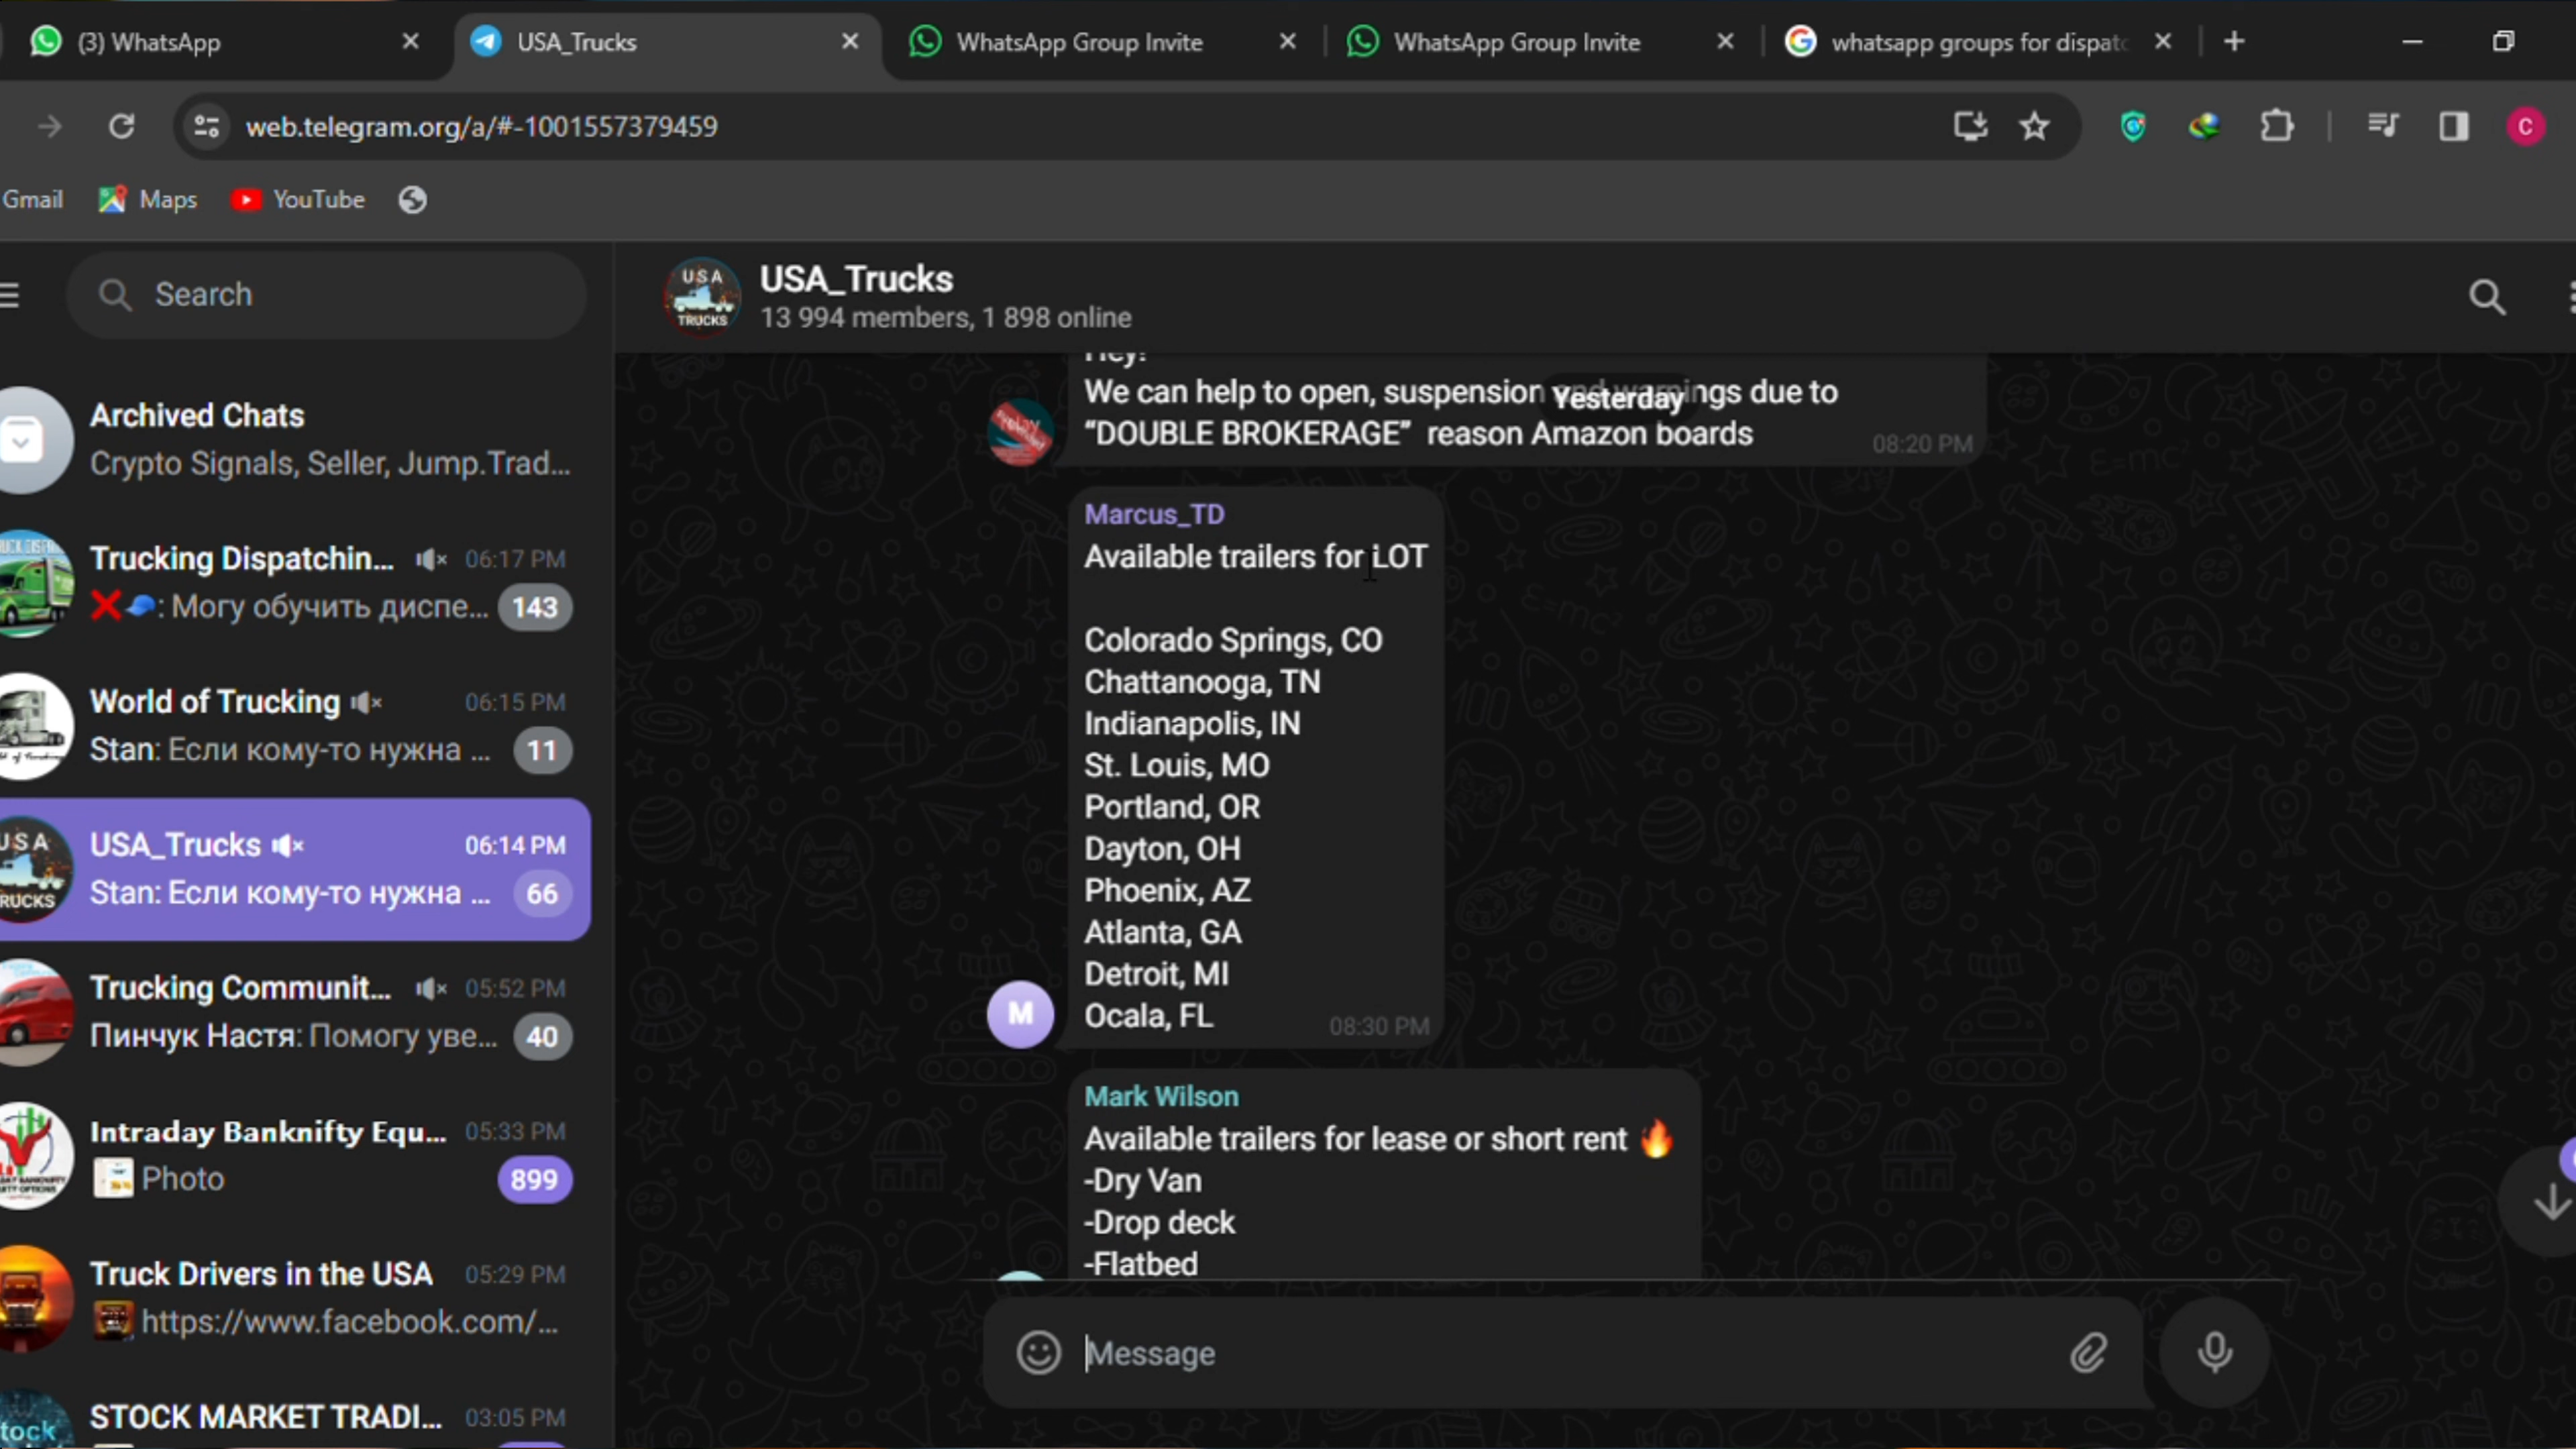 (3) WhatsApp
USA_Trucks
WhatsApp Group Invite
WhatsApp Group Invite
whatsapp groups for dispatc
web.telegram.org/a/#-1001557379459
C
Gmail
Maps
YouTube
Search
Archived Chats
Crypto Signals, Seller, Jump.Trad...
Trucking Dispatchin... 06:17 PM
: Могу обучить диспе... 143
World of Trucking 06:15 PM
Stan: Если кому-то нужна ... 11
USA_Trucks 06:14 PM
Stan: Если кому-то нужна ... 66
Trucking Communit... 05:52 PM
Пинчук Настя: Помогу уве... 40
Intraday Banknifty Equ... 05:33 PM
Photo 899
Truck Drivers in the USA 05:29 PM
https://www.facebook.com/...
STOCK MARKET TRADI... 03:05 PM
USA
TRUCKS
USA_Trucks
13 994 members, 1 898 online
Hey!
We can help to open, suspension and warnings due to
Yesterday
“DOUBLE BROKERAGE” reason Amazon boards
08:20 PM
Marcus_TD
Available trailers for LOT
Colorado Springs, CO
Chattanooga, TN
Indianapolis, IN
St. Louis, MO
Portland, OR
Dayton, OH
Phoenix, AZ
Atlanta, GA
Detroit, MI
Ocala, FL
08:30 PM
M
Mark Wilson
Available trailers for lease or short rent 🔥
-Dry Van
-Drop deck
-Flatbed
Message